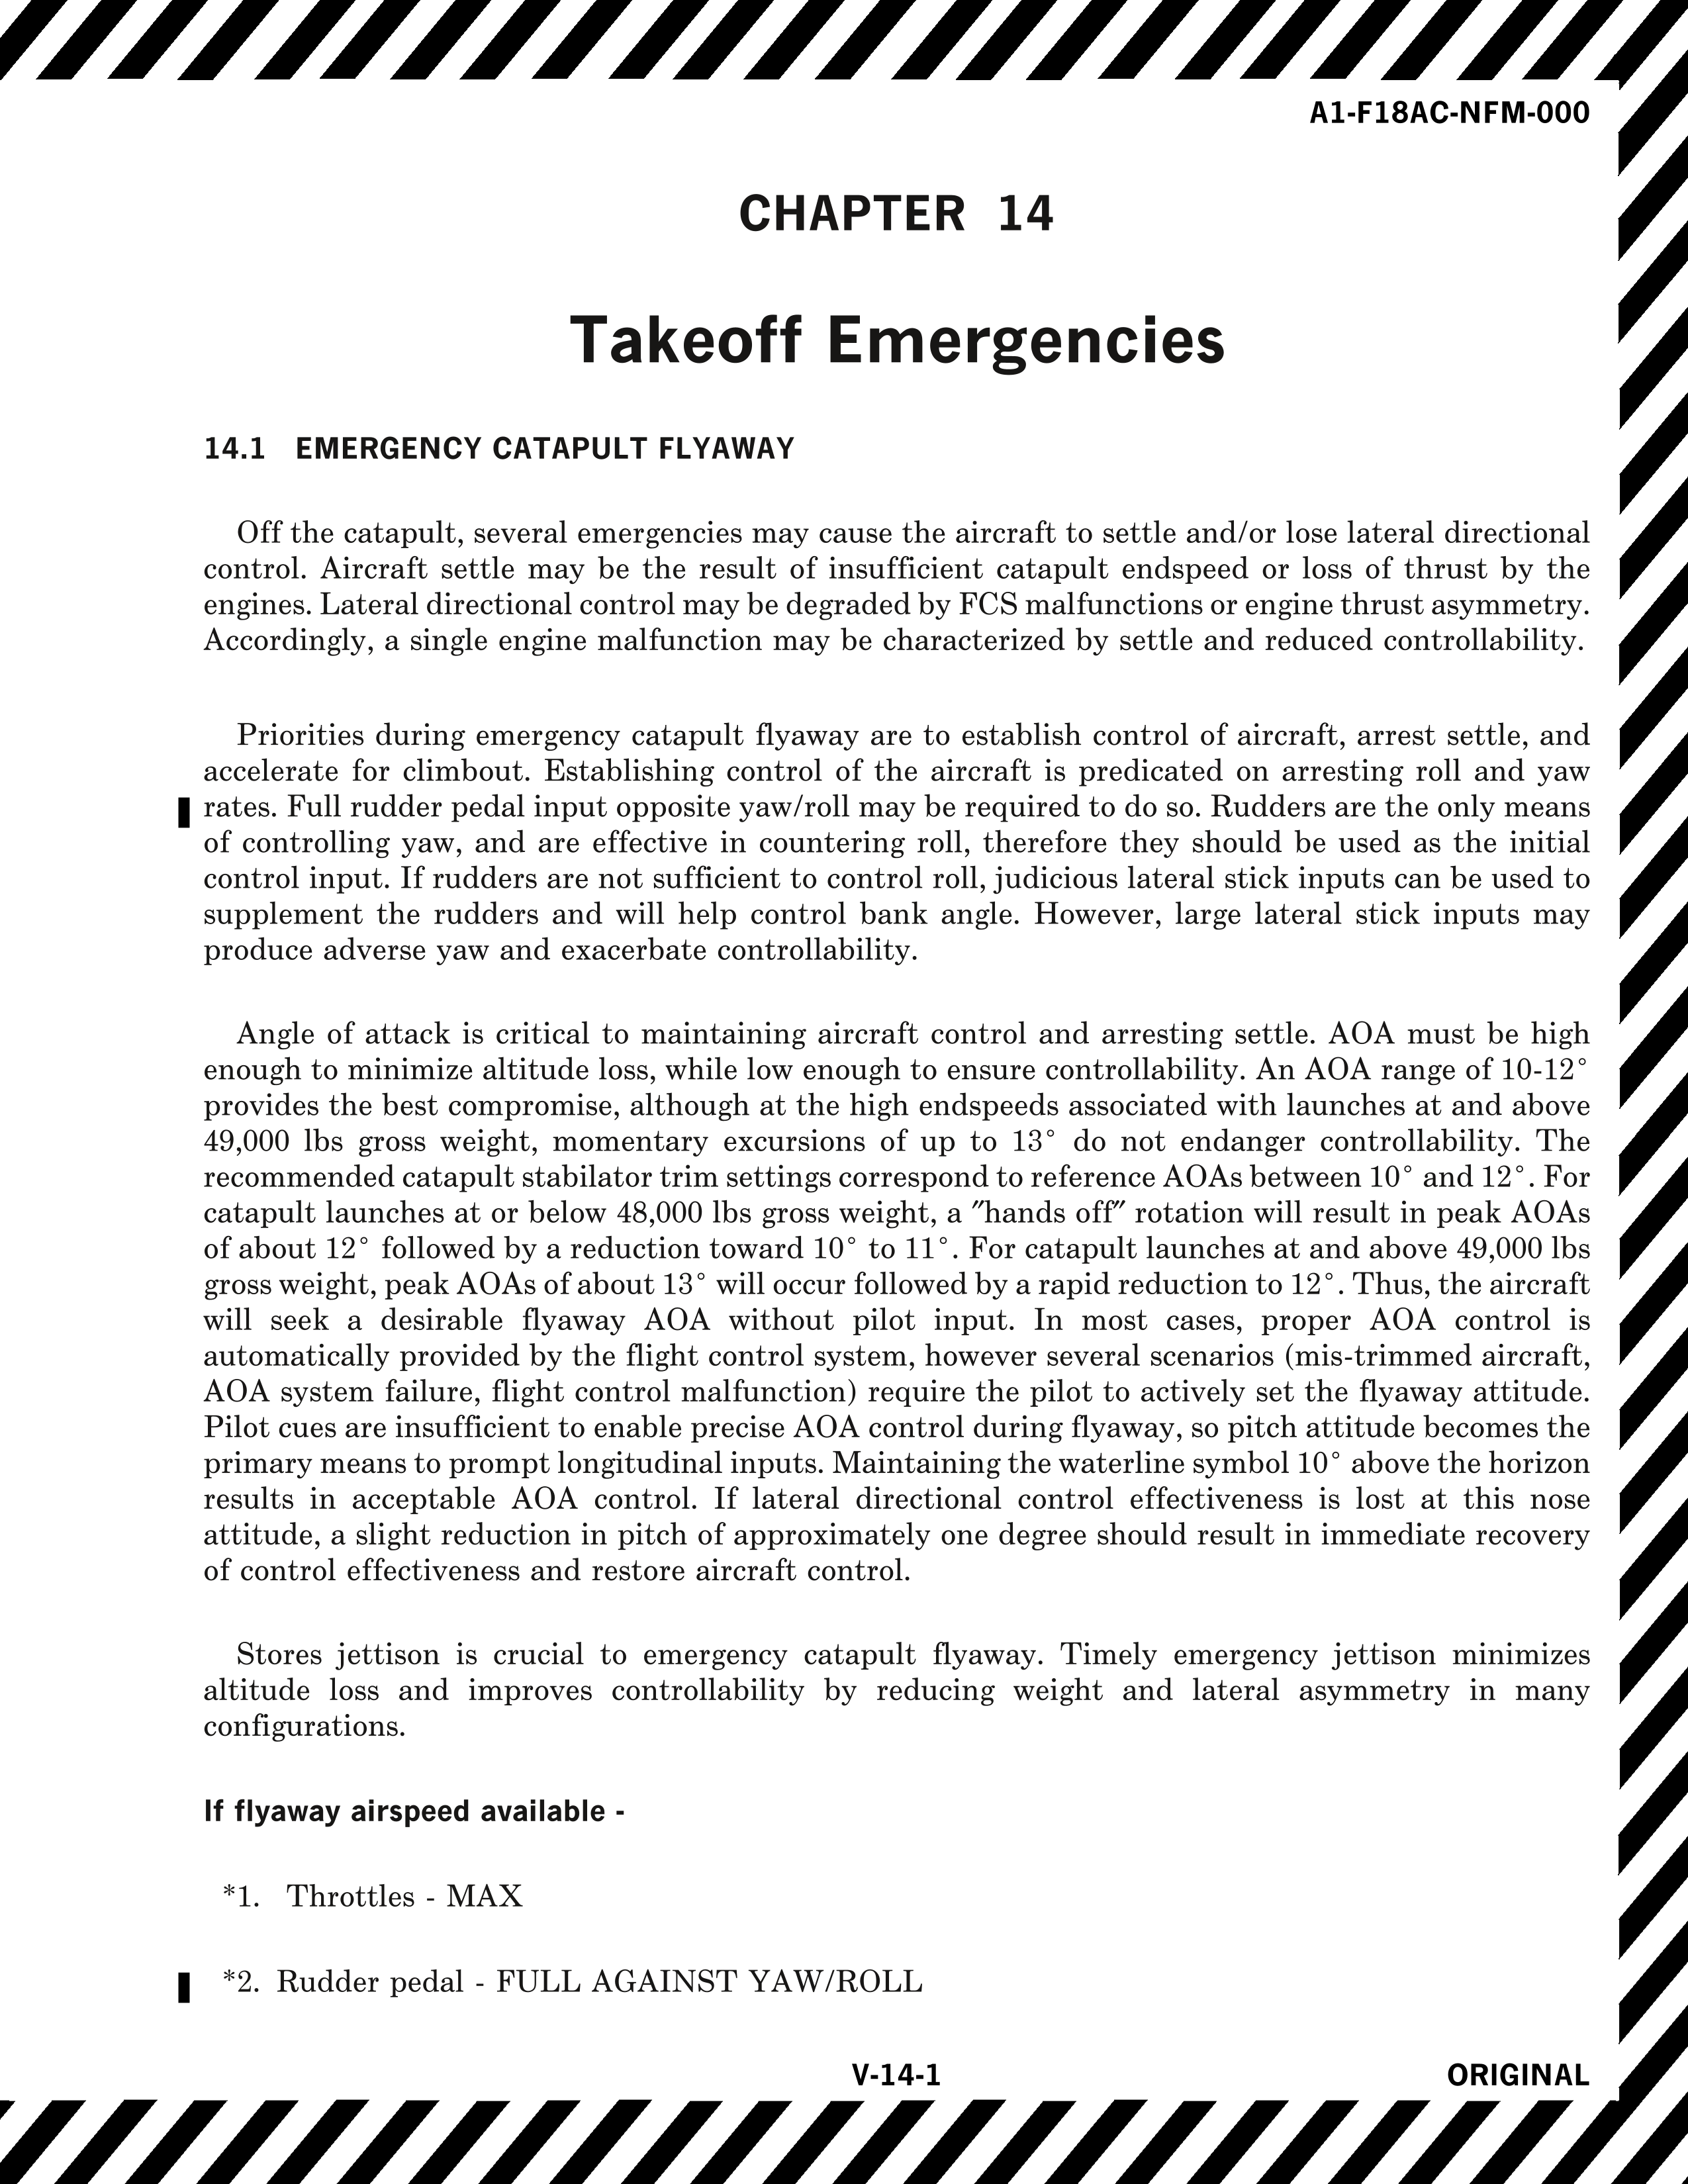 A1-F18AC-NFM-000
CHAPTER 14
Takeoff Emergencies
14.1 EMERGENCY CATAPULT FLYAWAY
Off the catapult, several emergencies may cause the aircraft to settle and/or lose lateral directional
control. Aircraft settle may be the result of insufficient catapult endspeed or loss of thrust by the
engines. Lateral directional control may be degraded by FCS malfunctions or engine thrust asymmetry.
Accordingly, a single engine malfunction may be characterized by settle and reduced controllability.
Priorities during emergency catapult flyaway are to establish control of aircraft, arrest settle, and
accelerate for climbout. Establishing control of the aircraft is predicated on arresting roll and yaw
rates. Full rudder pedal input opposite yaw/roll may be required to do so. Rudders are the only means
of controlling yaw, and are effective in countering roll, therefore they should be used as the initial
control input. If rudders are not sufficient to control roll, judicious lateral stick inputs can be used to
supplement the rudders and will help control bank angle. However, large lateral stick inputs may
produce adverse yaw and exacerbate controllability.
Angle of attack is critical to maintaining aircraft control and arresting settle. AOA must be high
enough to minimize altitude loss, while low enough to ensure controllability. An AOA range of 10-12°
provides the best compromise, although at the high endspeeds associated with launches at and above
49,000 lbs gross weight, momentary excursions of up to 13° do not endanger controllability. The
recommended catapult stabilator trim settings correspond to reference AOAs between 10° and 12°. For
catapult launches at or below 48,000 lbs gross weight, a ″hands off″ rotation will result in peak AOAs
of about 12° followed by a reduction toward 10° to 11°. For catapult launches at and above 49,000 lbs
gross weight, peak AOAs of about 13° will occur followed by a rapid reduction to 12°. Thus, the aircraft
will seek a desirable flyaway AOA without pilot input. In most cases, proper AOA control is
automatically provided by the flight control system, however several scenarios (mis-trimmed aircraft,
AOA system failure, flight control malfunction) require the pilot to actively set the flyaway attitude.
Pilot cues are insufficient to enable precise AOA control during flyaway, so pitch attitude becomes the
primary means to prompt longitudinal inputs. Maintaining the waterline symbol 10° above the horizon
results in acceptable AOA control. If lateral directional control effectiveness is lost at this nose
attitude, a slight reduction in pitch of approximately one degree should result in immediate recovery
of control effectiveness and restore aircraft control.
Stores jettison is crucial to emergency catapult flyaway. Timely emergency jettison minimizes
altitude loss and improves controllability by reducing weight and lateral asymmetry in many
configurations.
If flyaway airspeed available -
*1. Throttles - MAX
*2. Rudder pedal - FULL AGAINST YAW/ROLL
V-14-1
ORIGINAL